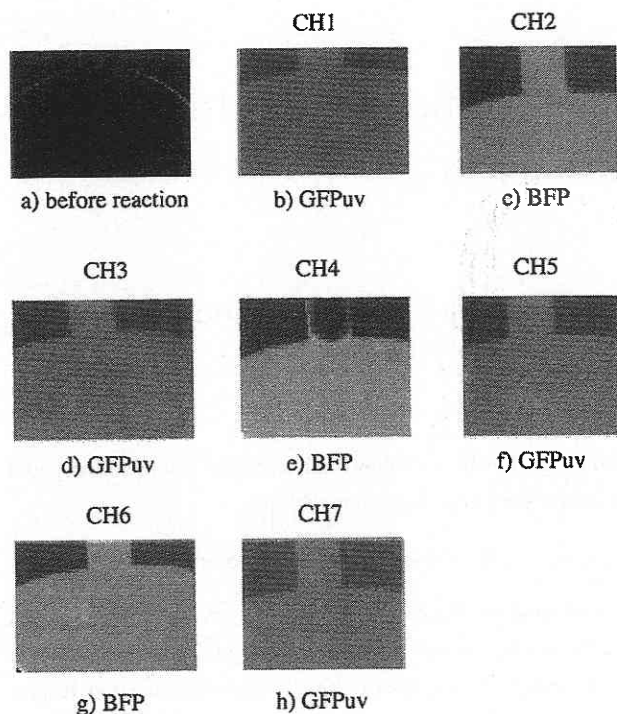 CH1
CH2
a) before reaction
b) GFPuv
c) BFP
CH3
CH4
CH5
d) GFPuv
e) BFP
f) GFPuv
CH6
CH7
g) BFP
h) GFPuv